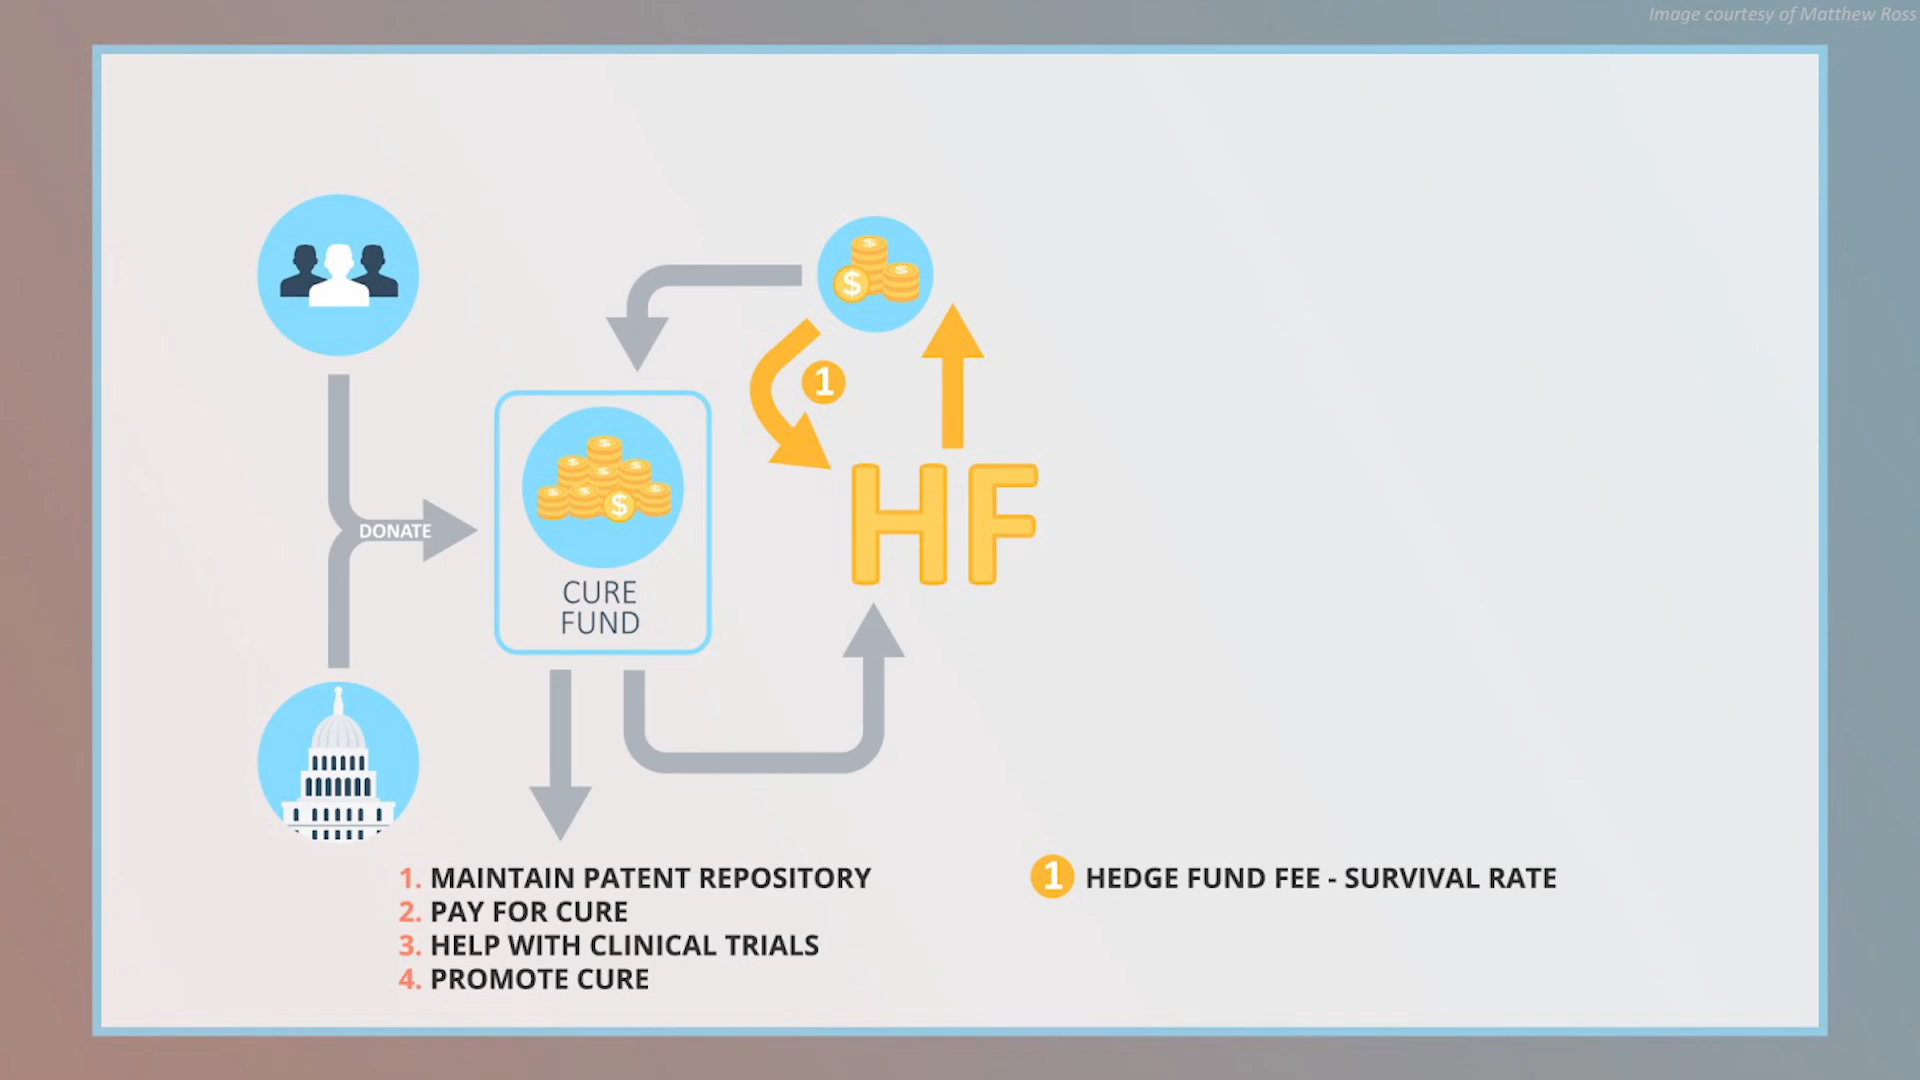 Image courtesy of Matthew Ross
$
$
$
1
$
$
$
$
$
$
$
$
HF
DONATE
CURE
FUND
1. MAINTAIN PATENT REPOSITORY
2. PAY FOR CURE
3. HELP WITH CLINICAL TRIALS
4. PROMOTE CURE
1 HEDGE FUND FEE - SURVIVAL RATE